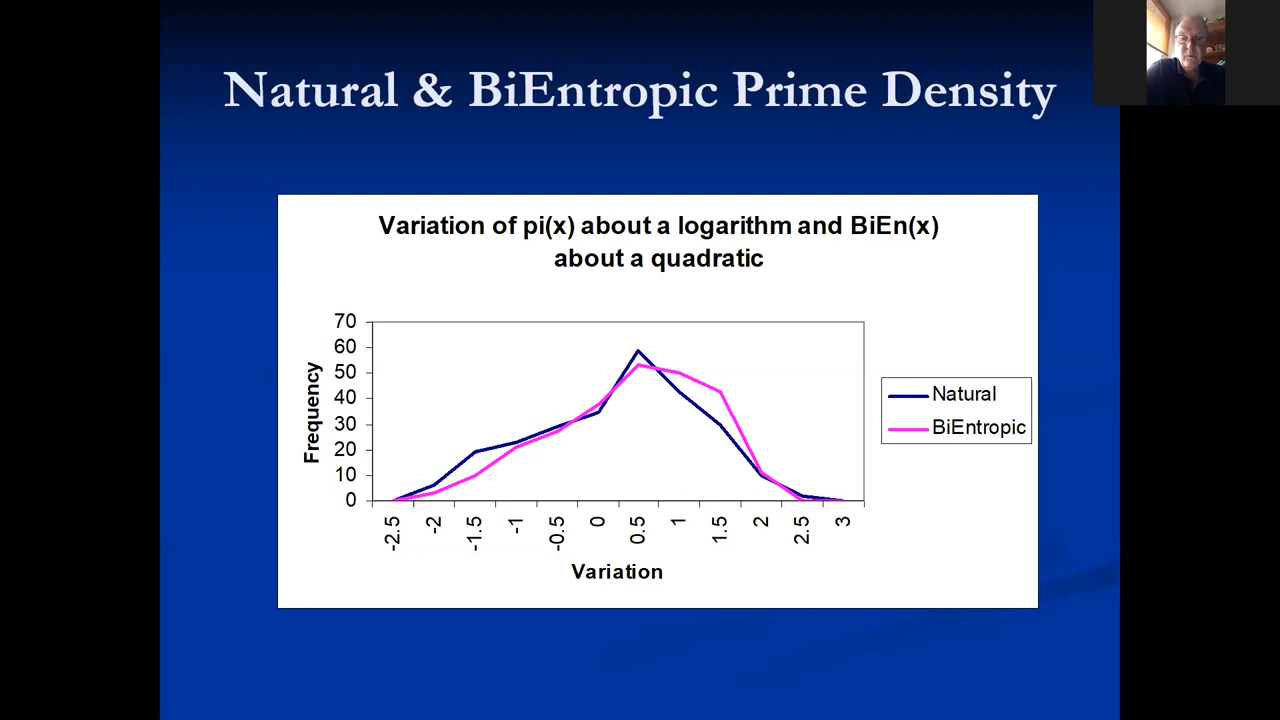 Natural & BiEntropic Prime Density
Variation of pi(x) about a logarithm and BiEn(x)
about a quadratic
70
60
50
40
30
20
10
0
Frequency
-2.5
-2
-1.5
-1
-0.5
0
0.5
1
1.5
2
2.5
3
Variation
Natural
BiEntropic